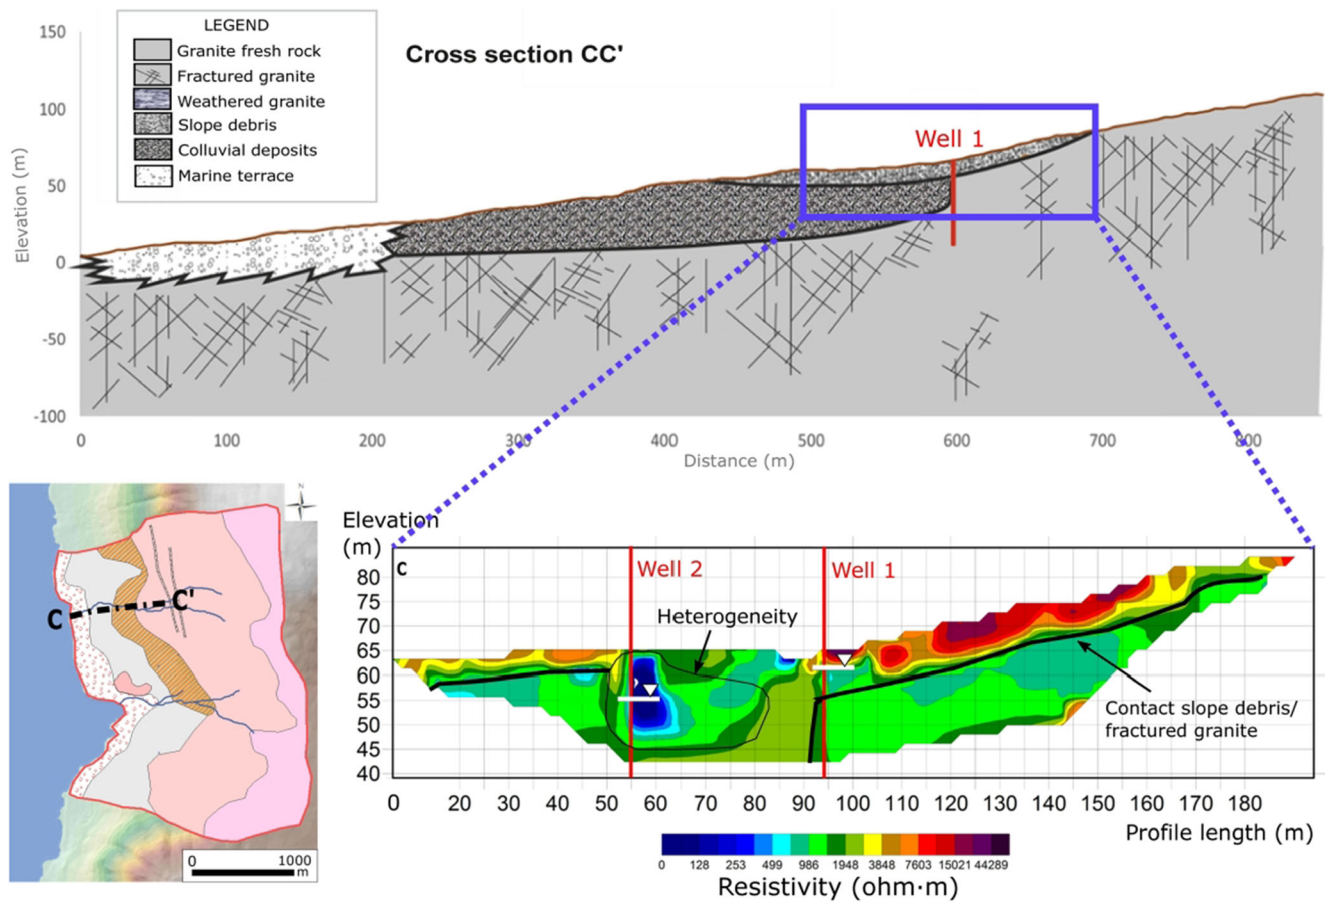 LEGEND
Granite fresh rock
Fractured granite
Weathered granite
Slope debris
Colluvial deposits
Marine terrace
Cross section CC'
Well 1
Elevation (m)
150
100
50
0
-50
-100
0 100 200 300 400 500 600 700 800
Distance (m)
C C'
0 1000
m
Elevation
(m)
C
Well 2
Well 1
Heterogeneity
Contact slope debris/
fractured granite
80
75
70
65
60
55
50
45
40
0 20 30 40 50 60 70 80 90 100 110 120 130 140 150 160 170 180
Profile length (m)
0 128 253 499 986 1948 3848 7603 15021 44289
Resistivity (ohm·m)